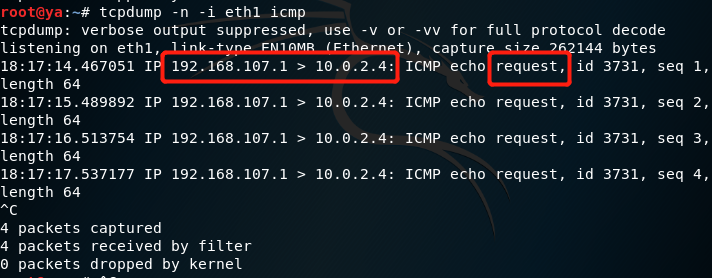 root@ya:~# tcpdump -n -i eth1 icmp
tcpdump: verbose output suppressed, use -v or -vv for full protocol decode
listening on eth1, link-type EN10MB (Ethernet), capture size 262144 bytes
18:17:14.467051 IP 192.168.107.1 > 10.0.2.4: ICMP echo request, id 3731, seq 1,
length 64
18:17:15.489892 IP 192.168.107.1 > 10.0.2.4: ICMP echo request, id 3731, seq 2,
length 64
18:17:16.513754 IP 192.168.107.1 > 10.0.2.4: ICMP echo request, id 3731, seq 3,
length 64
18:17:17.537177 IP 192.168.107.1 > 10.0.2.4: ICMP echo request, id 3731, seq 4,
length 64
^C
4 packets captured
4 packets received by filter
0 packets dropped by kernel